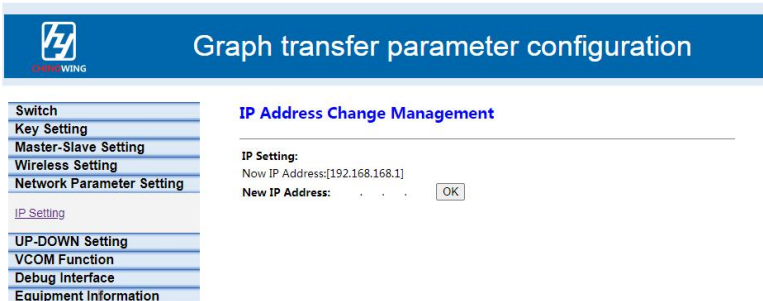 CHENGWING
Graph transfer parameter configuration
Switch
Key Setting
Master-Slave Setting
Wireless Setting
Network Parameter Setting
IP Setting
UP-DOWN Setting
VCOM Function
Debug Interface
Equipment Information
IP Address Change Management
IP Setting:
Now IP Address:[192.168.168.1]
New IP Address: . . . OK